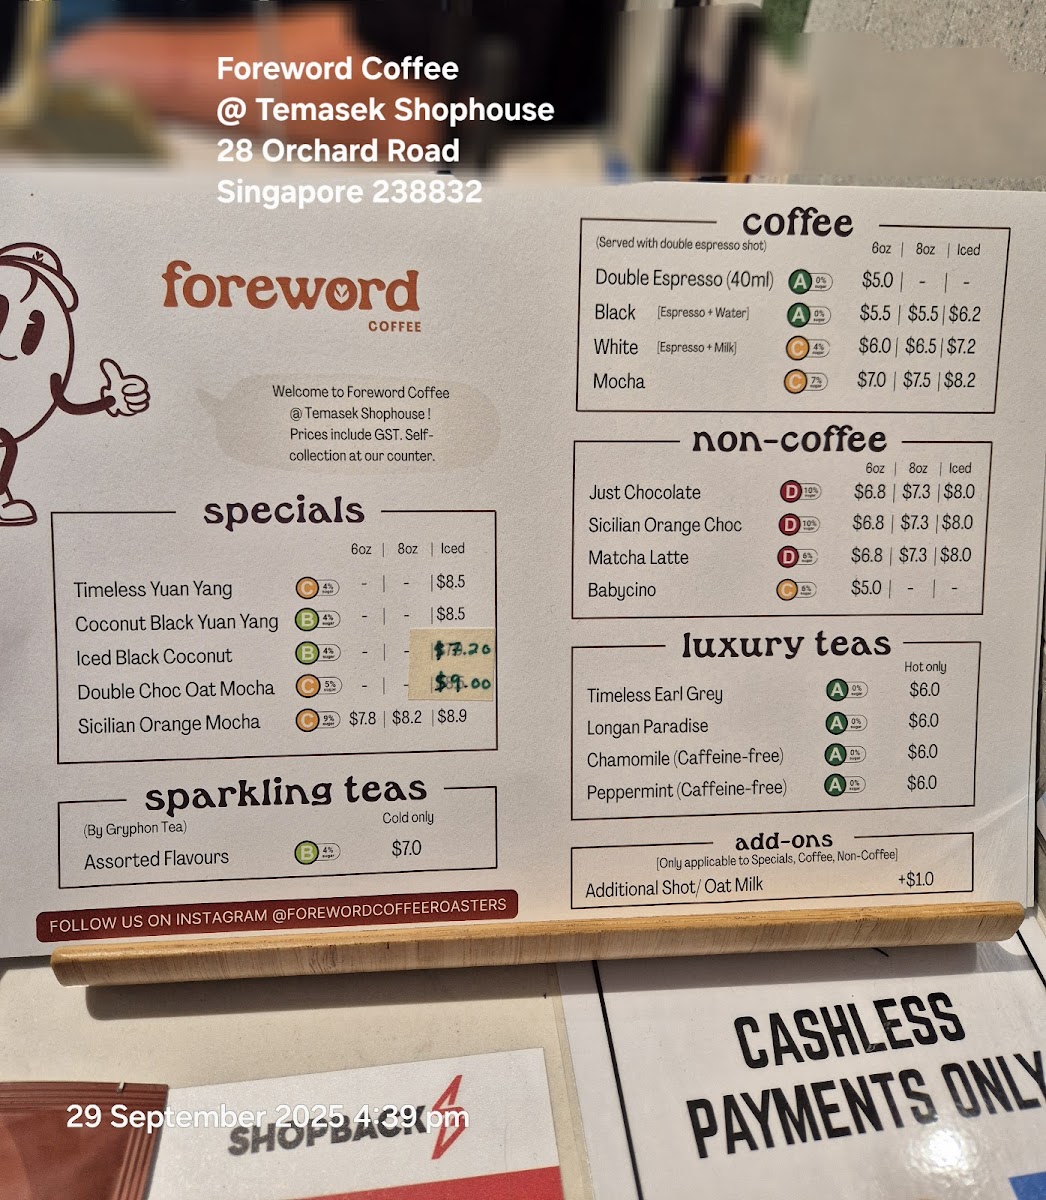 Foreword Coffee
@ Temasek Shophouse
28 Orchard Road
Singapore 238832
foreword
COFFEE
Welcome to Foreword Coffee
@ Temasek Shophouse !
Prices include GST. Self-
collection at our counter.
specials
6oz | 8oz | Iced
Timeless Yuan Yang C 4% sugar - | - | $8.5
Coconut Black Yuan Yang B 4% sugar - | - | $8.5
Iced Black Coconut B 4% sugar - | - $7.20
Double Choc Oat Mocha C 5% sugar - | - $9.00
Sicilian Orange Mocha C 9% sugar $7.8 | $8.2 | $8.9
sparkling teas
(By Gryphon Tea) Cold only
Assorted Flavours B 4% sugar $7.0
FOLLOW US ON INSTAGRAM @FOREWORDCOFFEEROASTERS
coffee
(Served with double espresso shot) 6oz | 8oz | Iced
Double Espresso (40ml) A 0% sugar $5.0 | - | -
Black [Espresso + Water] A 0% sugar $5.5 | $5.5 | $6.2
White [Espresso + Milk] C 4% sugar $6.0 | $6.5 | $7.2
Mocha C 7% sugar $7.0 | $7.5 | $8.2
non-coffee
6oz | 8oz | Iced
Just Chocolate D 10% sugar $6.8 | $7.3 | $8.0
Sicilian Orange Choc D 10% sugar $6.8 | $7.3 | $8.0
Matcha Latte D 6% sugar $6.8 | $7.3 | $8.0
Babycino C 6% sugar $5.0 | - | -
luxury teas
Hot only
Timeless Earl Grey A 0% sugar $6.0
Longan Paradise A 0% sugar $6.0
Chamomile (Caffeine-free) A 0% sugar $6.0
Peppermint (Caffeine-free) A 0% sugar $6.0
add-ons
[Only applicable to Specials, Coffee, Non-Coffee]
Additional Shot/ Oat Milk +$1.0
CASHLESS
PAYMENTS ONLY
29 September 2025 4:39 pm
SHOPBACK